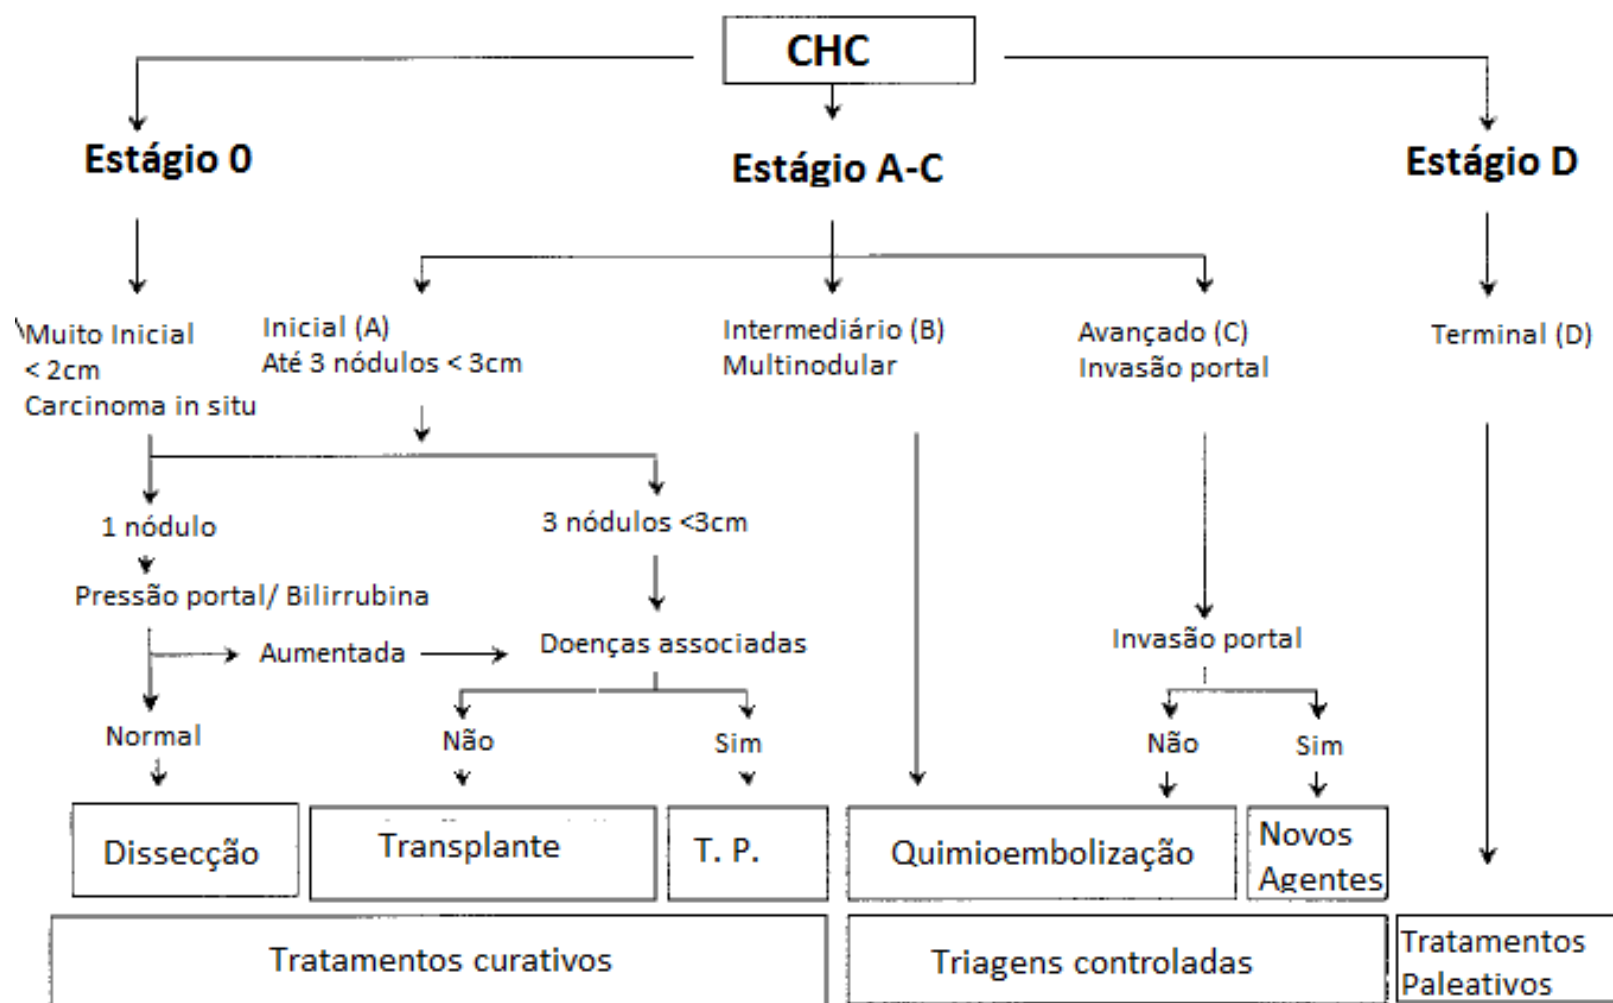 CHC
Estágio 0
Estágio A-C
Estágio D
Muito Inicial
< 2cm
Carcinoma in situ
Inicial (A)
Até 3 nódulos < 3cm
Intermediário (B)
Multinodular
Avançado (C)
Invasão portal
Terminal (D)
1 nódulo
3 nódulos <3cm
Pressão portal/ Bilirrubina
Aumentada
Doenças associadas
Invasão portal
Normal
Não
Sim
Não
Sim
Dissecção
Transplante
T. P.
Quimioembolização
Novos
Agentes
Tratamentos curativos
Triagens controladas
Tratamentos
Paleativos